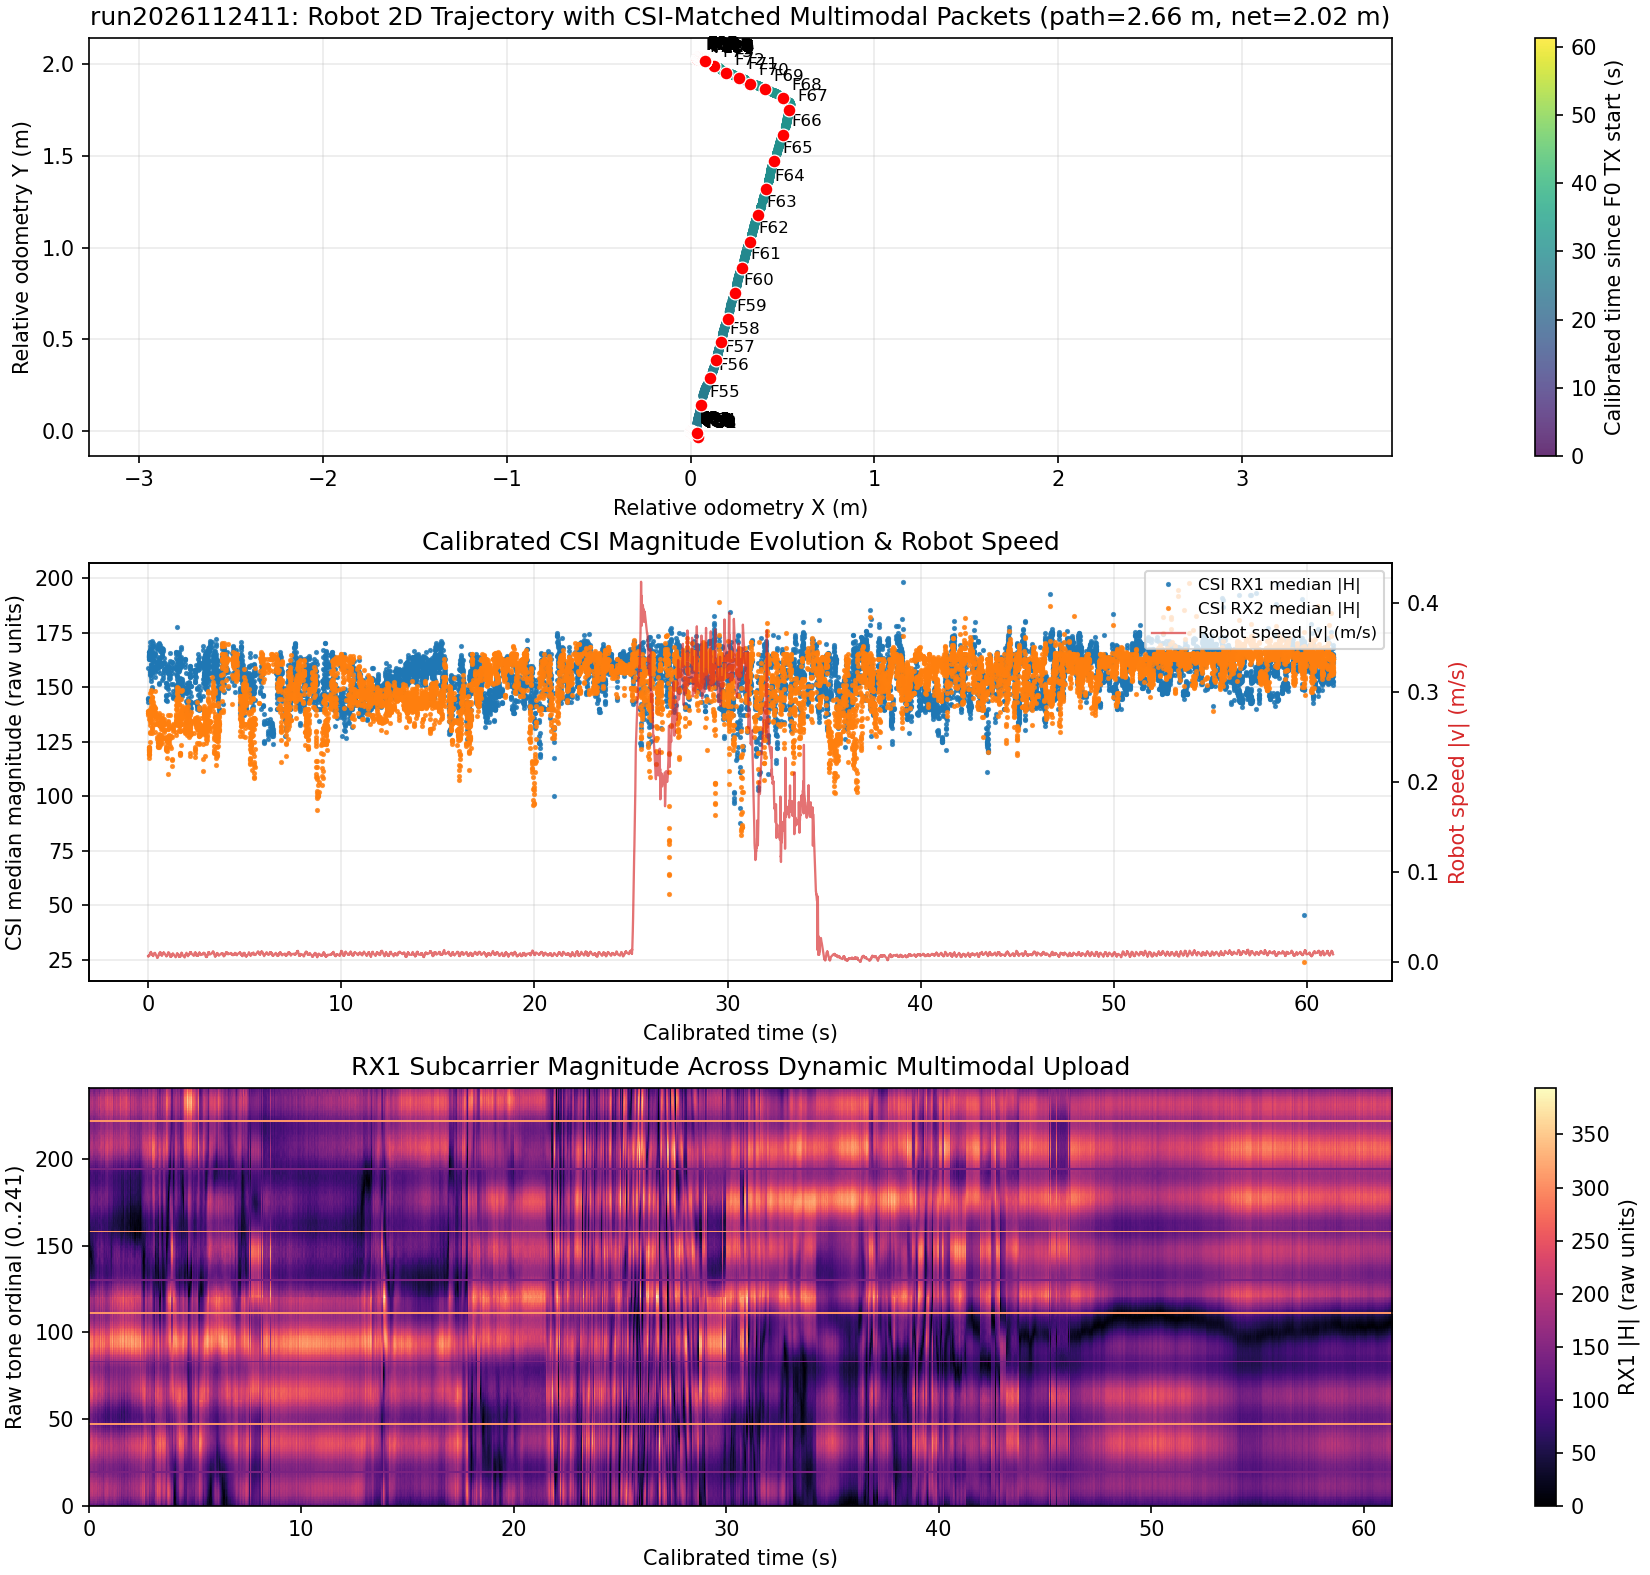 run2026112411: Robot 2D Trajectory with CSI-Matched Multimodal Packets (path=2.66 m, net=2.02 m)
Relative odometry Y (m)
2.0
1.5
1.0
0.5
0.0
F72
F71
F70
F69
F68
F67
F66
F65
F64
F63
F62
F61
F60
F59
F58
F57
F56
F55
−3
−2
−1
0
1
2
3
Relative odometry X (m)
60
50
40
30
20
10
0
Calibrated time since F0 TX start (s)
Calibrated CSI Magnitude Evolution & Robot Speed
CSI median magnitude (raw units)
200
175
150
125
100
75
50
25
CSI RX1 median |H|
CSI RX2 median |H|
Robot speed |v| (m/s)
0.4
0.3
0.2
0.1
0.0
Robot speed |v| (m/s)
0
10
20
30
40
50
60
Calibrated time (s)
RX1 Subcarrier Magnitude Across Dynamic Multimodal Upload
Raw tone ordinal (0..241)
200
150
100
50
0
0
10
20
30
40
50
60
Calibrated time (s)
350
300
250
200
150
100
50
0
RX1 |H| (raw units)